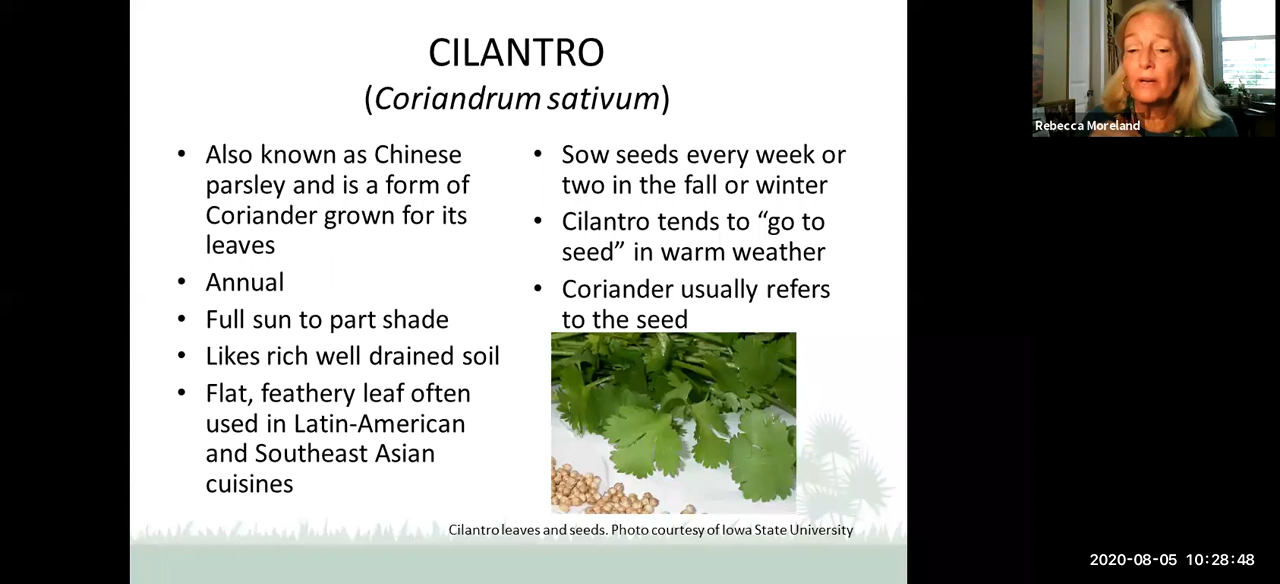 CILANTRO
(Coriandrum sativum)
• Also known as Chinese
parsley and is a form of
Coriander grown for its
leaves
• Annual
• Full sun to part shade
• Likes rich well drained soil
• Flat, feathery leaf often
used in Latin-American
and Southeast Asian
cuisines
• Sow seeds every week or
two in the fall or winter
• Cilantro tends to “go to
seed” in warm weather
• Coriander usually refers
to the seed
Cilantro leaves and seeds. Photo courtesy of Iowa State University
Rebecca Moreland
2020-08-05 10:28:48